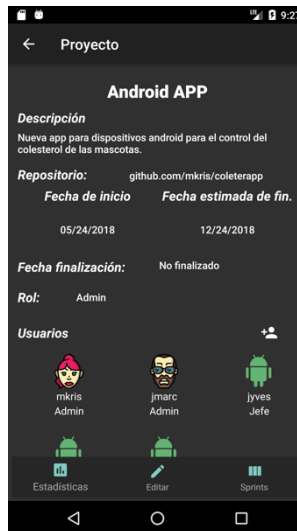 LTE 9:27
Proyecto
Android APP
Descripción
Nueva app para dispositivos android para el control del
colesterol de las mascotas.
Repositorio: github.com/mkris/coleterapp
Fecha de inicio Fecha estimada de fin.
05/24/2018 12/24/2018
Fecha finalización: No finalizado
Rol: Admin
Usuarios
mkris jmarc jyves
Admin Admin Jefe
Estadísticas Editar Sprints